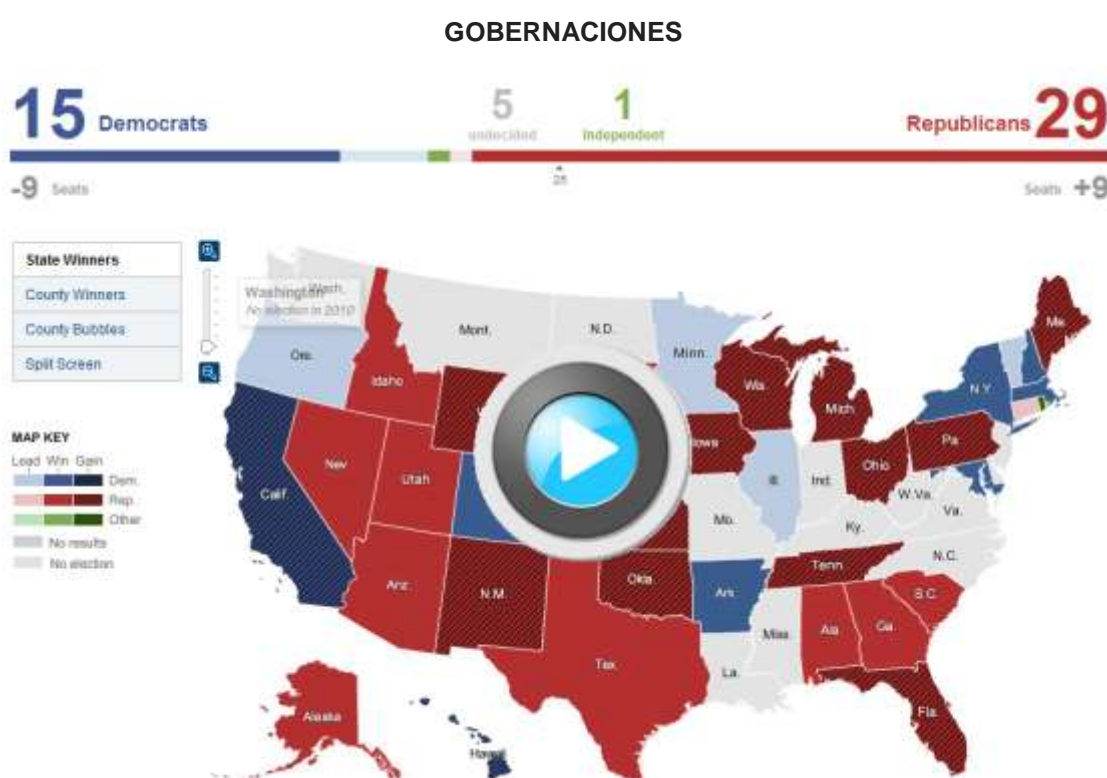 GOBERNACIONES
15 Democrats
5
undecided
1
independent
Republicans 29
-9 Seats
28
Seats +9
State Winners
County Winners
County Bubbles
Split Screen
Washington
No election in 2010
Wash.
Mont.
N.D.
Minn.
Ore.
Idaho
Wis.
Mich.
N.Y.
Me.
Iowa
Nev.
Utah
Calif.
Ill.
Ind.
Ohio
Pa.
W.Va.
Va.
Mo.
Ky.
N.C.
Ariz.
N.M.
Okla.
Ark.
Tenn.
S.C.
Miss.
Ala.
Ga.
Tex.
La.
Fla.
Alaska
Hawaii
MAP KEY
Lead Win Gain
Dem.
Rep.
Other
No results
No election